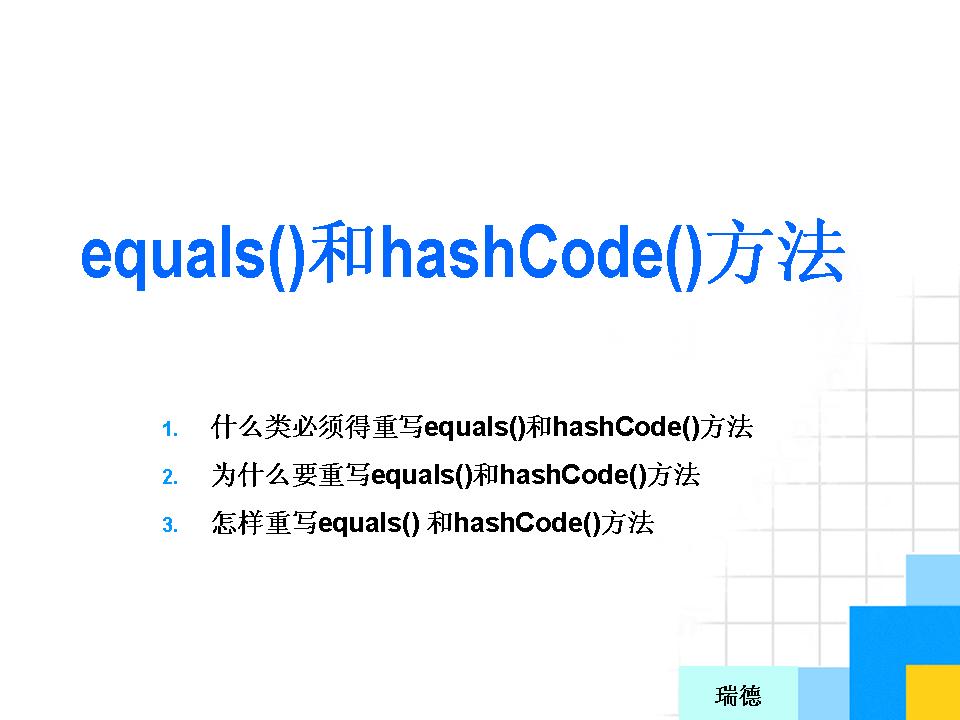 equals()和hashCode()方法
1. 什么类必须得重写equals()和hashCode()方法
2. 为什么要重写equals()和hashCode()方法
3. 怎样重写equals() 和hashCode()方法
瑞德